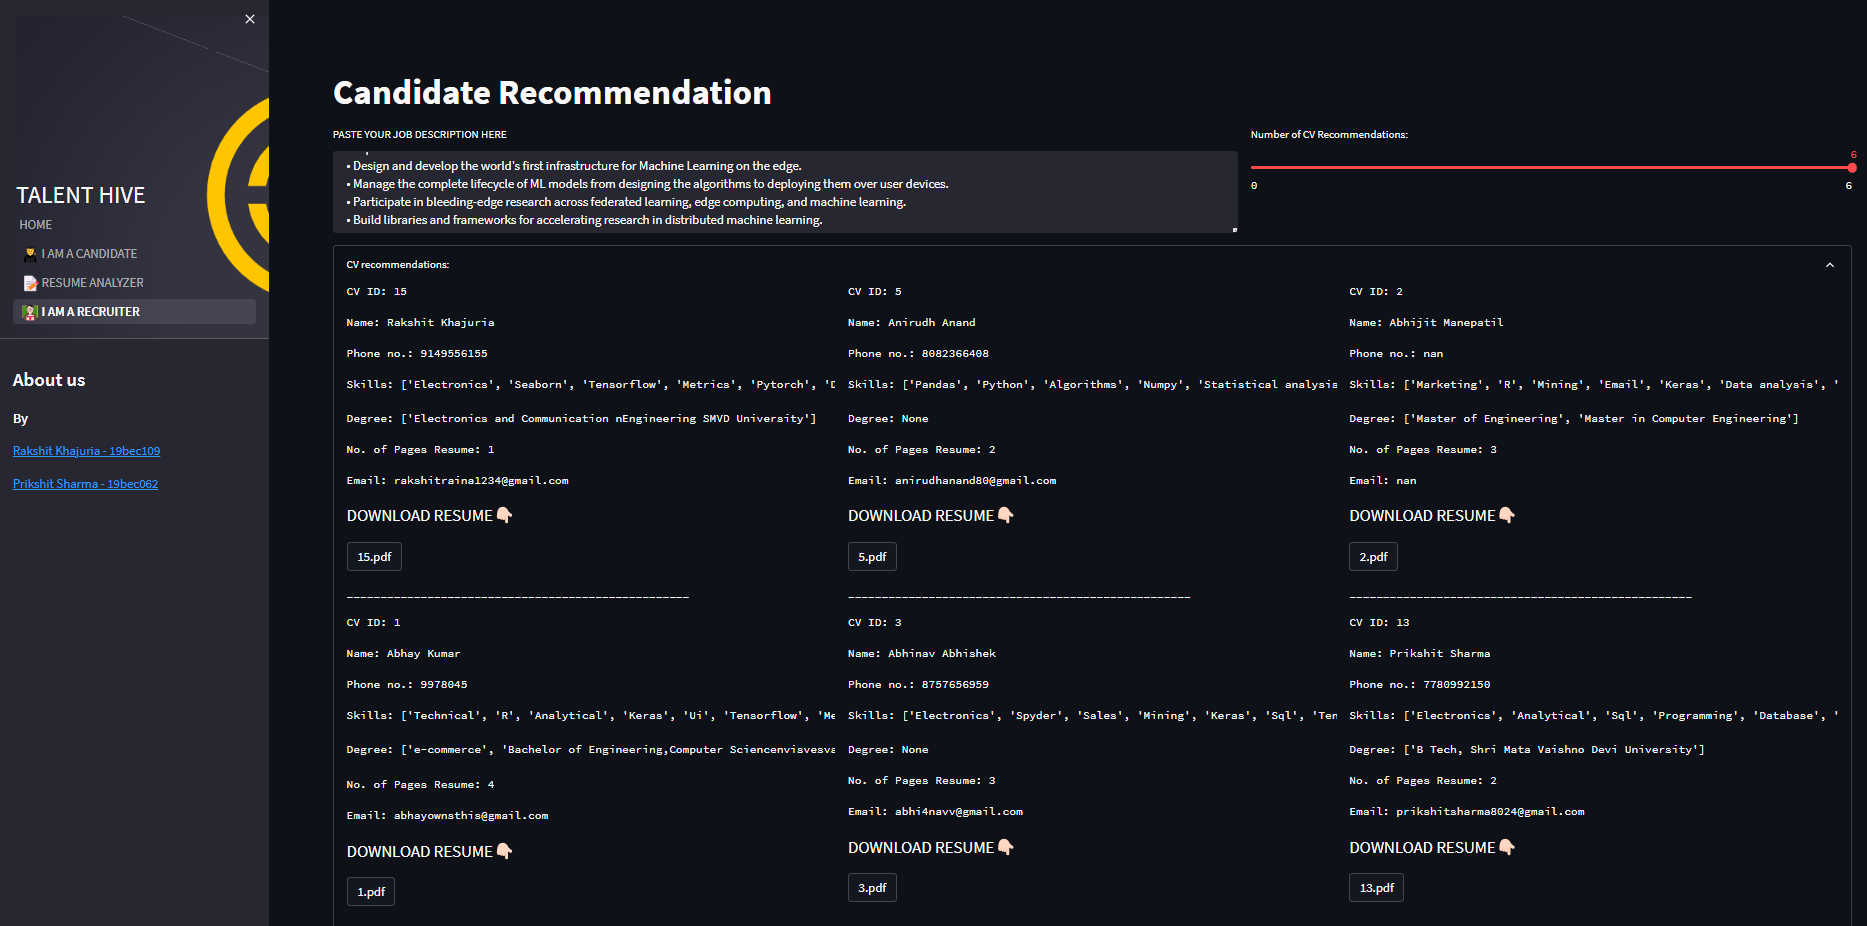 TALENT HIVE
HOME
I AM A CANDIDATE
RESUME ANALYZER
I AM A RECRUITER
About us
By
Rakshit Khajuria - 19bec109
Prikshit Sharma - 19bec062
Candidate Recommendation
PASTE YOUR JOB DESCRIPTION HERE
• Design and develop the world's first infrastructure for Machine Learning on the edge.
• Manage the complete lifecycle of ML models from designing the algorithms to deploying them over user devices.
• Participate in bleeding-edge research across federated learning, edge computing, and machine learning.
• Build libraries and frameworks for accelerating research in distributed machine learning.
Number of CV Recommendations:
6
0 6
CV recommendations:
CV ID: 15
Name: Rakshit Khajuria
Phone no.: 9149556155
Skills: ['Electronics', 'Seaborn', 'Tensorflow', 'Metrics', 'Pytorch', 'D
Degree: ['Electronics and Communication nEngineering SMVD University']
No. of Pages Resume: 1
Email: rakshitraina1234@gmail.com
DOWNLOAD RESUME
15.pdf
___________________________________________________
CV ID: 5
Name: Anirudh Anand
Phone no.: 8082366408
Skills: ['Pandas', 'Python', 'Algorithms', 'Numpy', 'Statistical analysis
Degree: None
No. of Pages Resume: 2
Email: anirudhanand80@gmail.com
DOWNLOAD RESUME
5.pdf
___________________________________________________
CV ID: 2
Name: Abhijit Manepatil
Phone no.: nan
Skills: ['Marketing', 'R', 'Mining', 'Email', 'Keras', 'Data analysis', '
Degree: ['Master of Engineering', 'Master in Computer Engineering']
No. of Pages Resume: 3
Email: nan
DOWNLOAD RESUME
2.pdf
___________________________________________________
CV ID: 1
Name: Abhay Kumar
Phone no.: 9978045
Skills: ['Technical', 'R', 'Analytical', 'Keras', 'Ui', 'Tensorflow', 'Me
Degree: ['e-commerce', 'Bachelor of Engineering,Computer Sciencenvisvesva
No. of Pages Resume: 4
Email: abhayownsthis@gmail.com
DOWNLOAD RESUME
1.pdf
CV ID: 3
Name: Abhinav Abhishek
Phone no.: 8757656959
Skills: ['Electronics', 'Spyder', 'Sales', 'Mining', 'Keras', 'Sql', 'Ten
Degree: None
No. of Pages Resume: 3
Email: abhi4navv@gmail.com
DOWNLOAD RESUME
3.pdf
CV ID: 13
Name: Prikshit Sharma
Phone no.: 7780992150
Skills: ['Electronics', 'Analytical', 'Sql', 'Programming', 'Database', '
Degree: ['B Tech, Shri Mata Vaishno Devi University']
No. of Pages Resume: 2
Email: prikshitsharma8024@gmail.com
DOWNLOAD RESUME
13.pdf